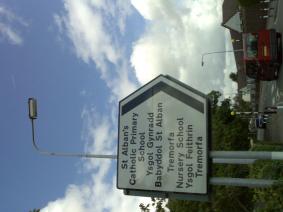 St Alban's
Catholic Primary
School
Ysgol Gynradd
Babyddol St Alban
Tremorfa
Nursery School
Ysgol Feithrin
Tremorfa